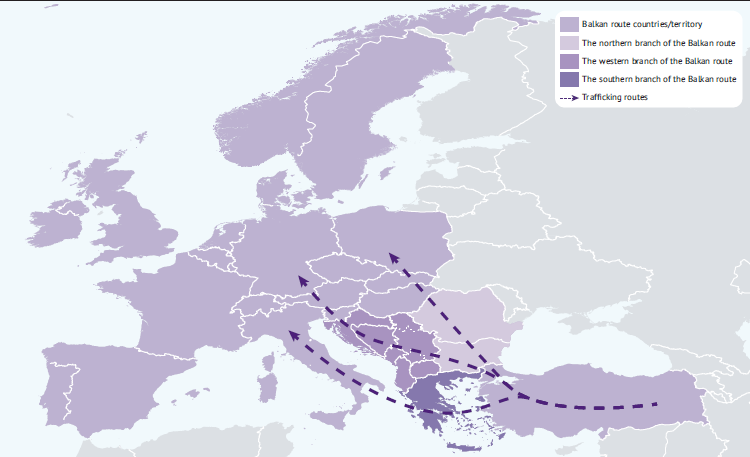 Balkan route countries/territory
The northern branch of the Balkan route
The western branch of the Balkan route
The southern branch of the Balkan route
Trafficking routes